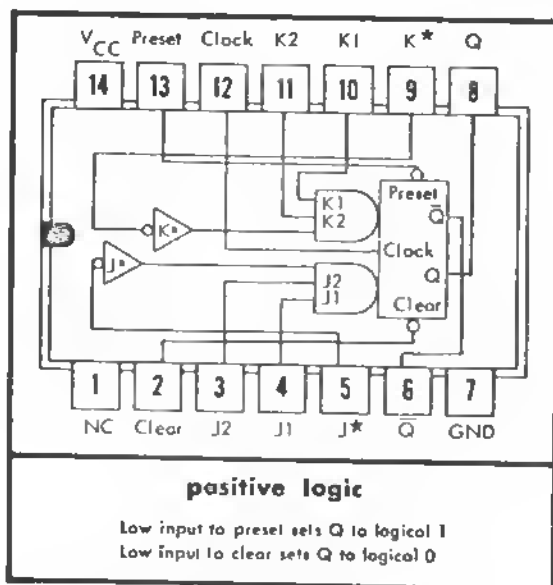 VCC Preset Clock K2 K1 K* Q
14 13 12 11 10 9 8
Preset
K1
Q̅
K2
K*
Clock
J*
J2
Q
J1
Clear
1 2 3 4 5 6 7
NC Clear J2 J1 J* Q̅ GND
positive logic
Low input to preset sets Q to logical 1
Low input to clear sets Q to logical 0